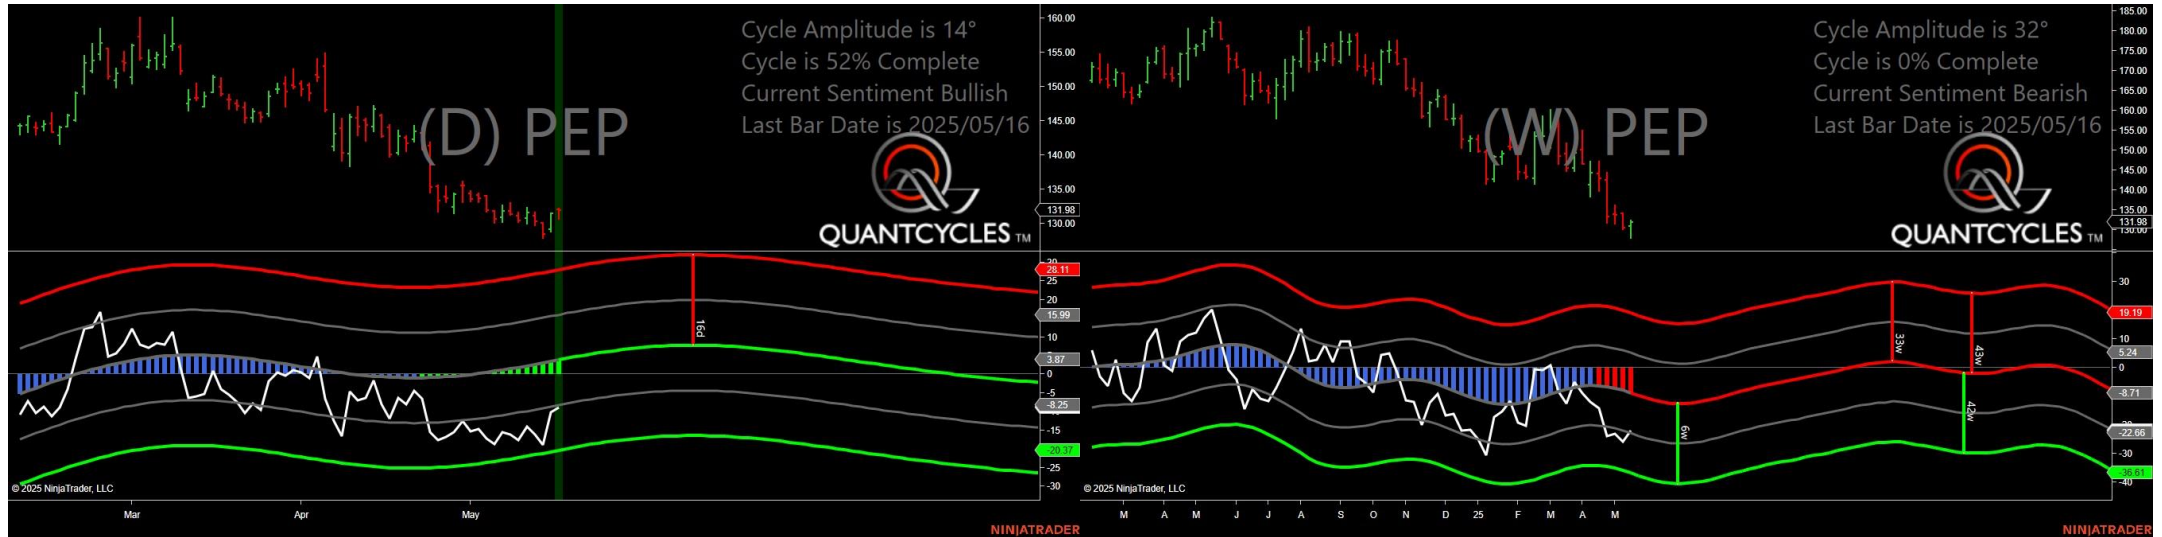 Cycle Amplitude is 14°
Cycle is 52% Complete
Current Sentiment Bullish
Last Bar Date is 2025/05/16
(D) PEP
QUANTCYCLES TM
160.00
155.00
150.00
145.00
140.00
135.00
131.98
130.00
30
28.11
25
20
15.99
10
3.87
0
-5
-8.25
-15
-20.37
-25
-30
16d
© 2025 NinjaTrader, LLC
Mar
Apr
May
NINJATRADER
Cycle Amplitude is 32°
Cycle is 0% Complete
Current Sentiment Bearish
Last Bar Date is 2025/05/16
(W) PEP
QUANTCYCLES TM
185.00
180.00
175.00
170.00
165.00
160.00
155.00
150.00
145.00
140.00
135.00
131.98
130.00
30
19.19
10
5.24
0
-8.71
-22.66
-30
-36.61
-40
33w
43w
6w
42w
© 2025 NinjaTrader, LLC
M
A
M
J
J
A
S
O
N
D
25
F
M
A
M
NINJATRADER